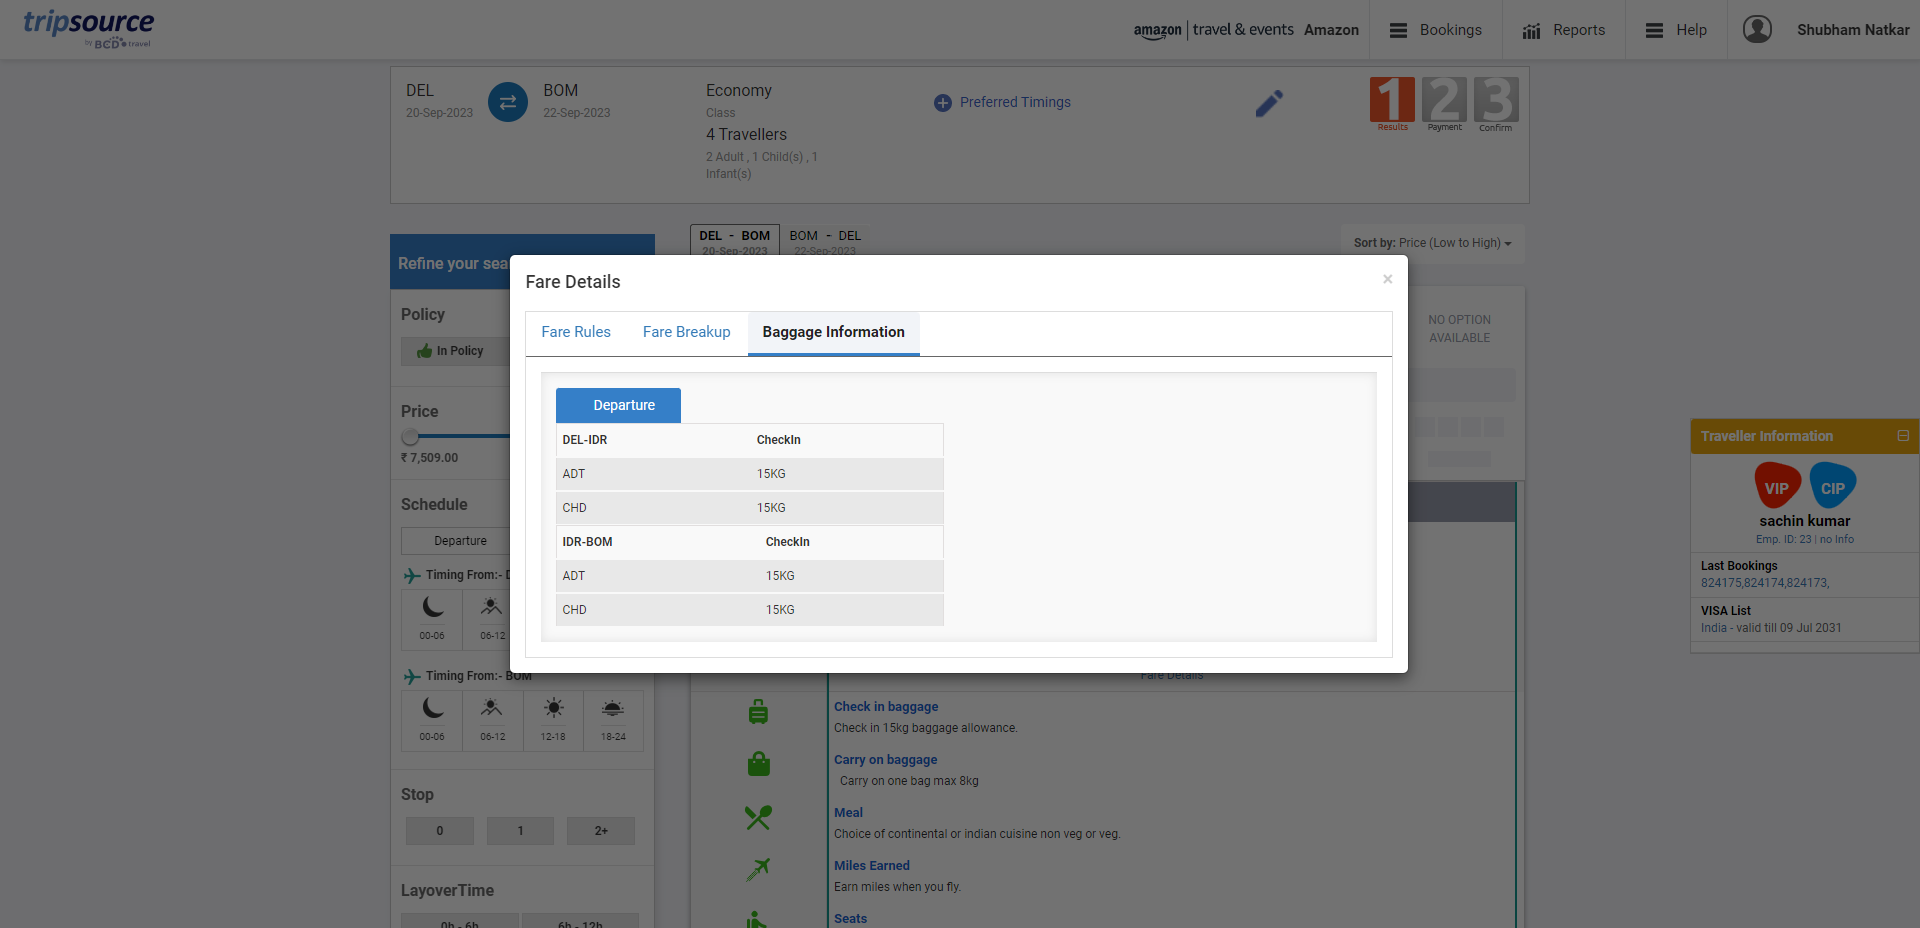 tripsource
by BCD travel
amazon | travel & events Amazon
Bookings
Reports
Help
Shubham Natkar
DEL
20-Sep-2023
BOM
22-Sep-2023
Economy
Class
4 Travellers
2 Adult , 1 Child(s) , 1
Infant(s)
Preferred Timings
1 2 3
Results Payment Confirm
DEL - BOM
20-Sep-2023
BOM - DEL
22-Sep-2023
Sort by: Price (Low to High)
Refine your sea
Policy
In Policy
Price
₹ 7,509.00
Schedule
Departure
Timing From:- D
00-06
06-12
Timing From:- BOM
00-06
06-12
12-18
18-24
Stop
0
1
2+
LayoverTime
0h - 6h
6h - 12h
Fare Details
×
Fare Rules
Fare Breakup
Baggage Information
Departure
DEL-IDR CheckIn
ADT 15KG
CHD 15KG
IDR-BOM CheckIn
ADT 15KG
CHD 15KG
NO OPTION
AVAILABLE
Fare Details
Check in baggage
Check in 15kg baggage allowance.
Carry on baggage
Carry on one bag max 8kg
Meal
Choice of continental or indian cuisine non veg or veg.
Miles Earned
Earn miles when you fly.
Seats
Traveller Information
VIP
CIP
sachin kumar
Emp. ID: 23 | no Info
Last Bookings
824175,824174,824173,
VISA List
India - valid till 09 Jul 2031